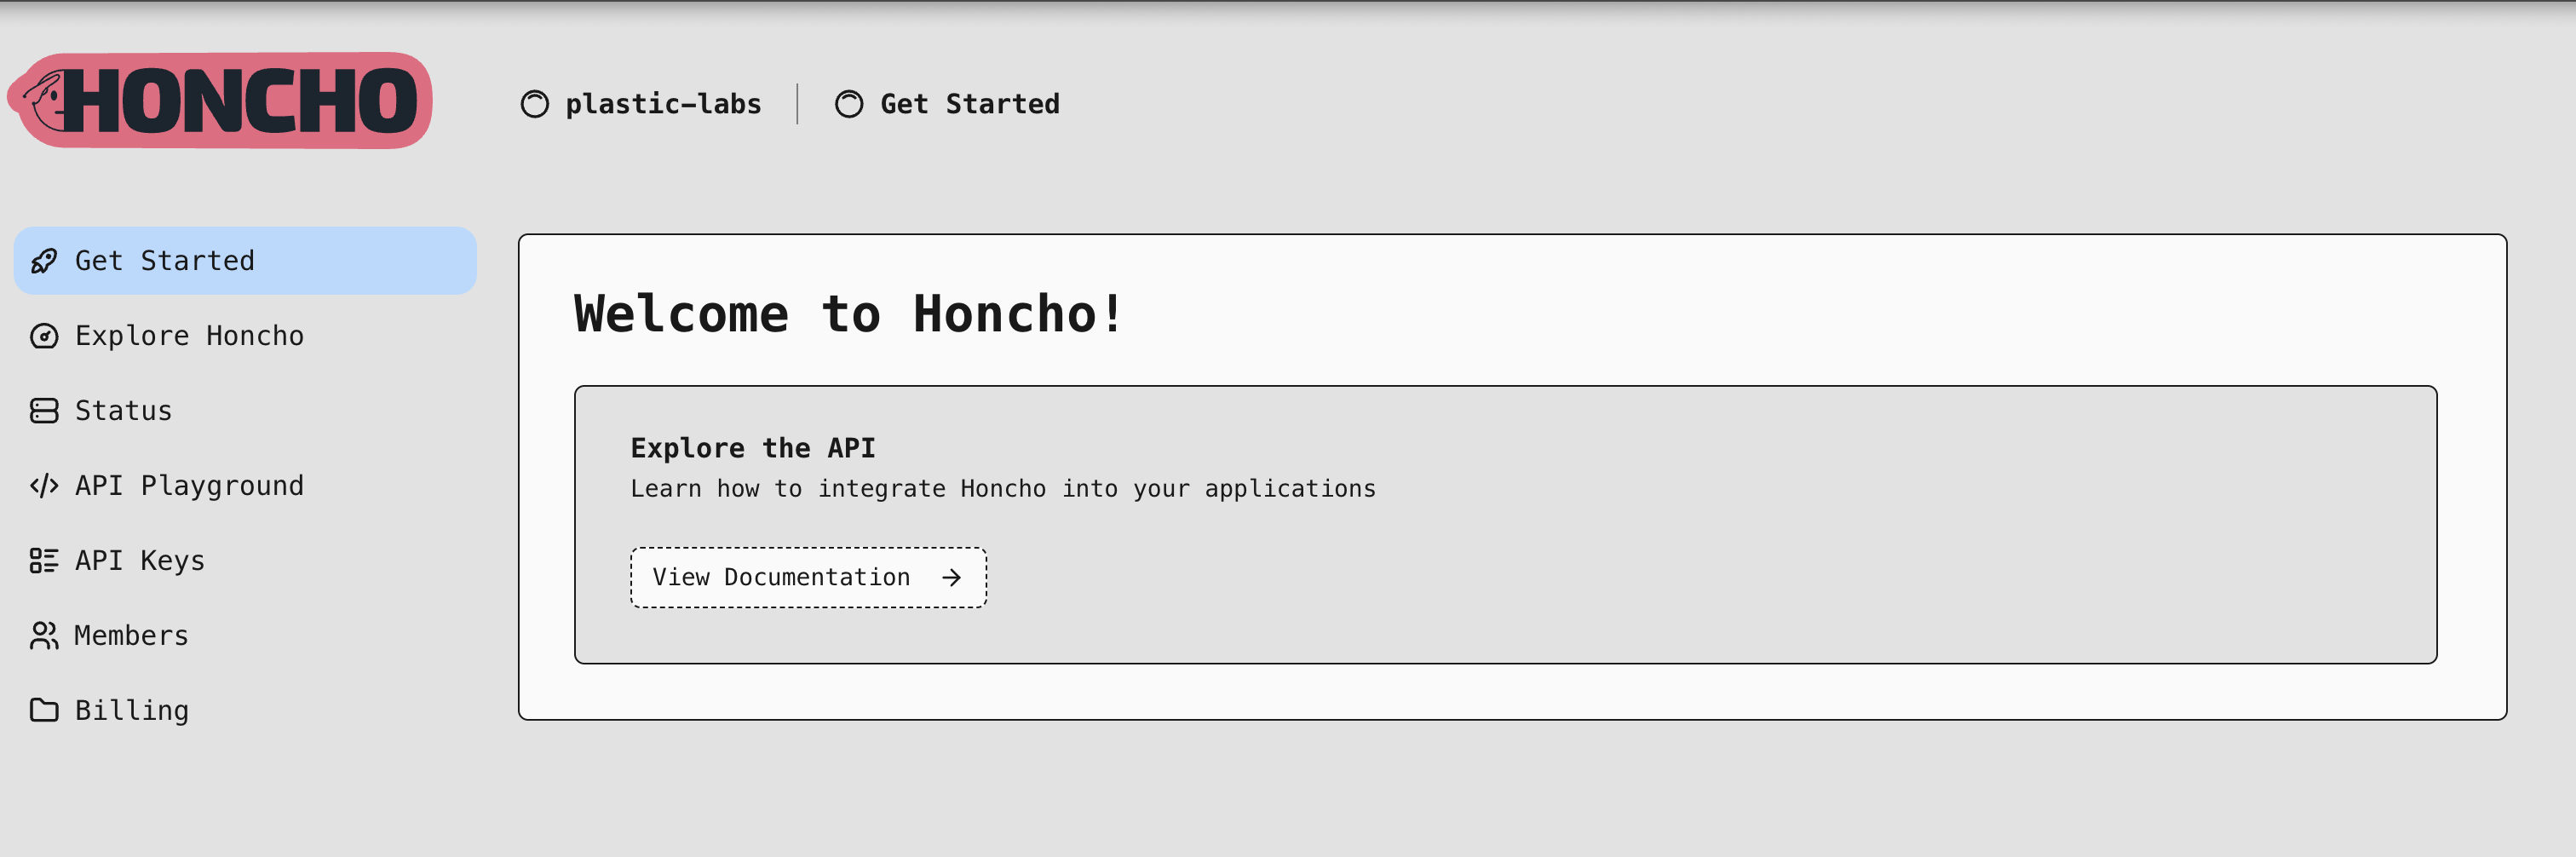 HONCHO
plastic-labs
Get Started
Get Started
Explore Honcho
Status
API Playground
API Keys
Members
Billing
Welcome to Honcho!
Explore the API
Learn how to integrate Honcho into your applications
View Documentation →